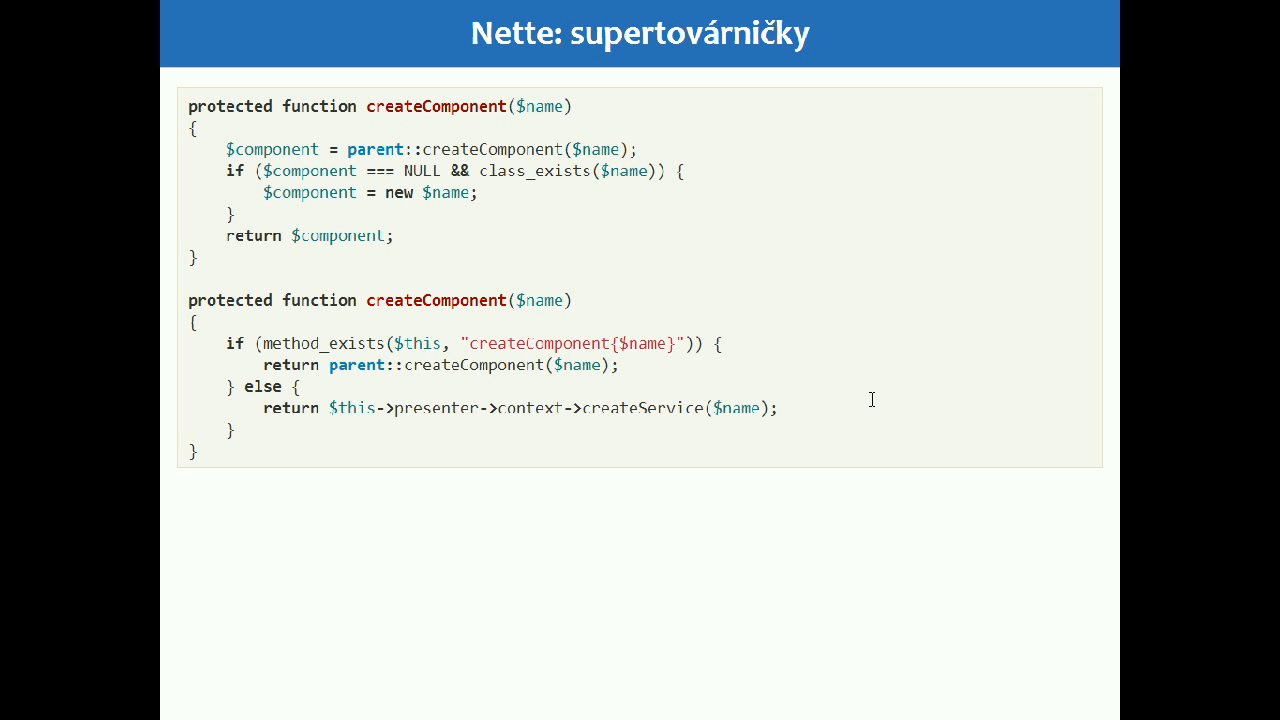 Nette: supertovárničky
protected function createComponent($name)
{
    $component = parent::createComponent($name);
    if ($component === NULL && class_exists($name)) {
        $component = new $name;
    }
    return $component;
}
protected function createComponent($name)
{
    if (method_exists($this, "createComponent{$name}")) {
        return parent::createComponent($name);
    } else {
        return $this->presenter->context->createService($name);
    }
}